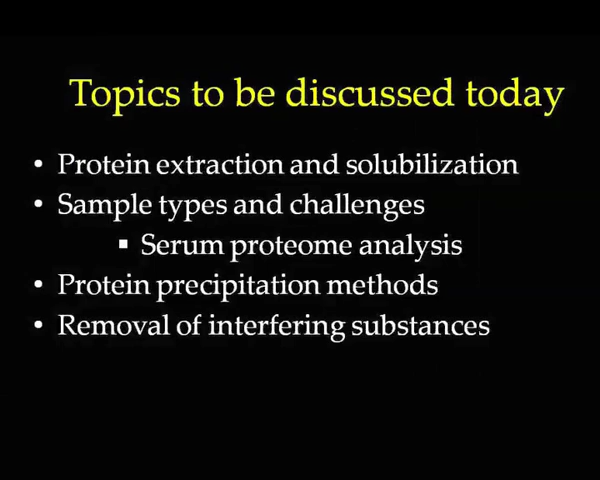 Topics to be discussed today
• Protein extraction and solubilization
• Sample types and challenges
▪ Serum proteome analysis
• Protein precipitation methods
• Removal of interfering substances